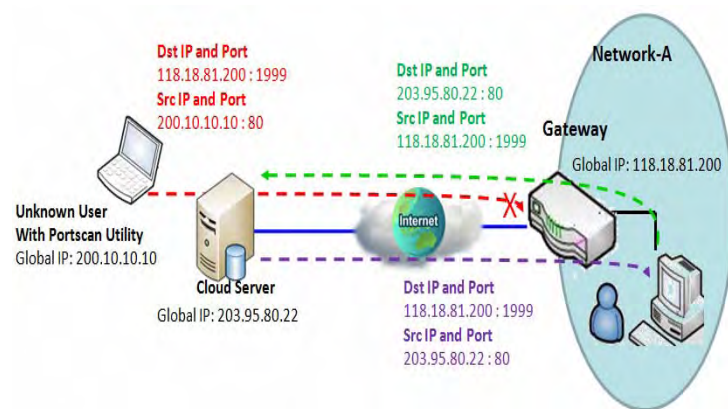 Dst IP and Port
118.18.81.200 : 1999
Src IP and Port
200.10.10.10 : 80
Dst IP and Port
203.95.80.22 : 80
Src IP and Port
118.18.81.200 : 1999
Network-A
Gateway
Global IP: 118.18.81.200
Unknown User
With Portscan Utility
Global IP: 200.10.10.10
Internet
Cloud Server
Global IP: 203.95.80.22
Dst IP and Port
118.18.81.200 : 1999
Src IP and Port
203.95.80.22 : 80